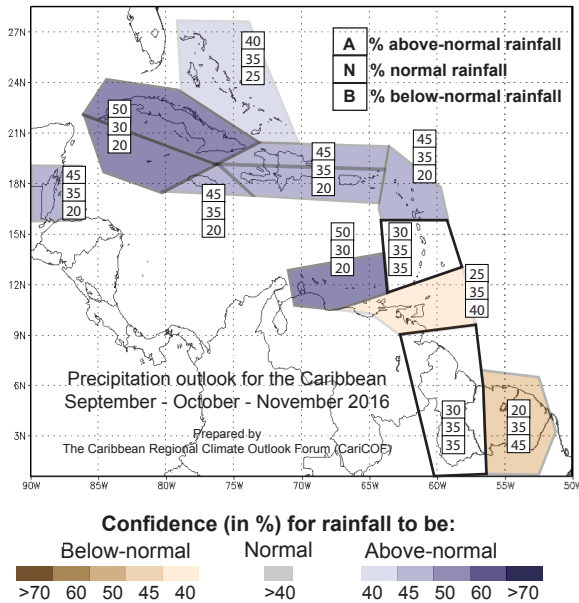 27N
24N
21N
18N
15N
12N
9N
6N
3N
90W
85W
80W
75W
70W
65W
60W
55W
50W
A % above-normal rainfall
N % normal rainfall
B % below-normal rainfall
40
35
25
50
30
20
45
35
20
45
35
20
45
35
20
45
35
20
50
30
20
30
35
35
25
35
40
30
35
35
20
35
45
Precipitation outlook for the Caribbean
September - October - November 2016
Prepared by
The Caribbean Regional Climate Outlook Forum (CariCOF)
Confidence (in %) for rainfall to be:
Below-normal Normal Above-normal
>70 60 50 45 40 >40 40 45 50 60 >70